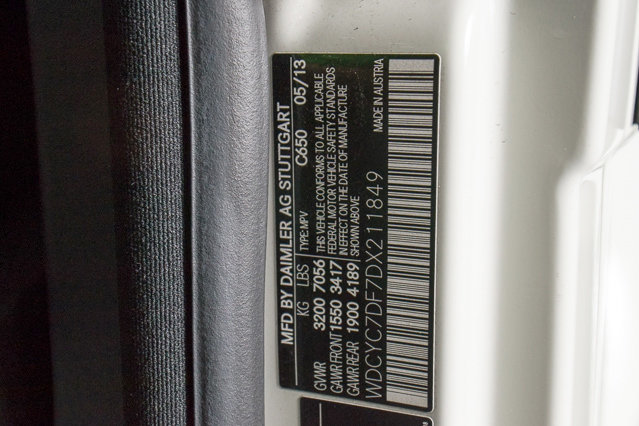 MFD BY DAIMLER AG STUTTGART
C650 05/13
KG LBS TYPE: MPV
GVWR 3200 7056 THIS VEHICLE CONFORMS TO ALL APPLICABLE
GAWR FRONT 1550 3417 FEDERAL MOTOR VEHICLE SAFETY STANDARDS
GAWR REAR 1900 4189 IN EFFECT ON THE DATE OF MANUFACTURE
SHOWN ABOVE
WDCYC7DF7DX211849 MADE IN AUSTRIA